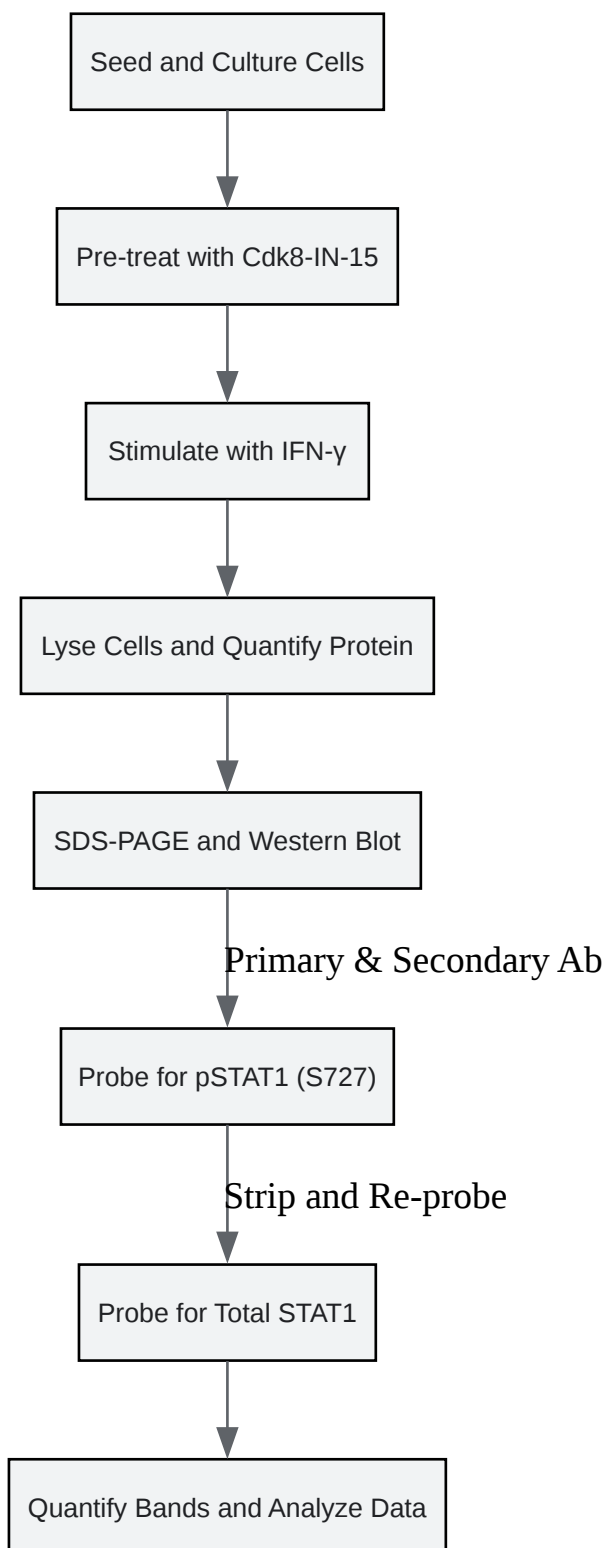 Seed and Culture Cells
Pre-treat with Cdk8-IN-15
Stimulate with IFN-γ
Lyse Cells and Quantify Protein
SDS-PAGE and Western Blot
Primary & Secondary Ab
Probe for pSTAT1 (S727)
Strip and Re-probe
Probe for Total STAT1
Quantify Bands and Analyze Data